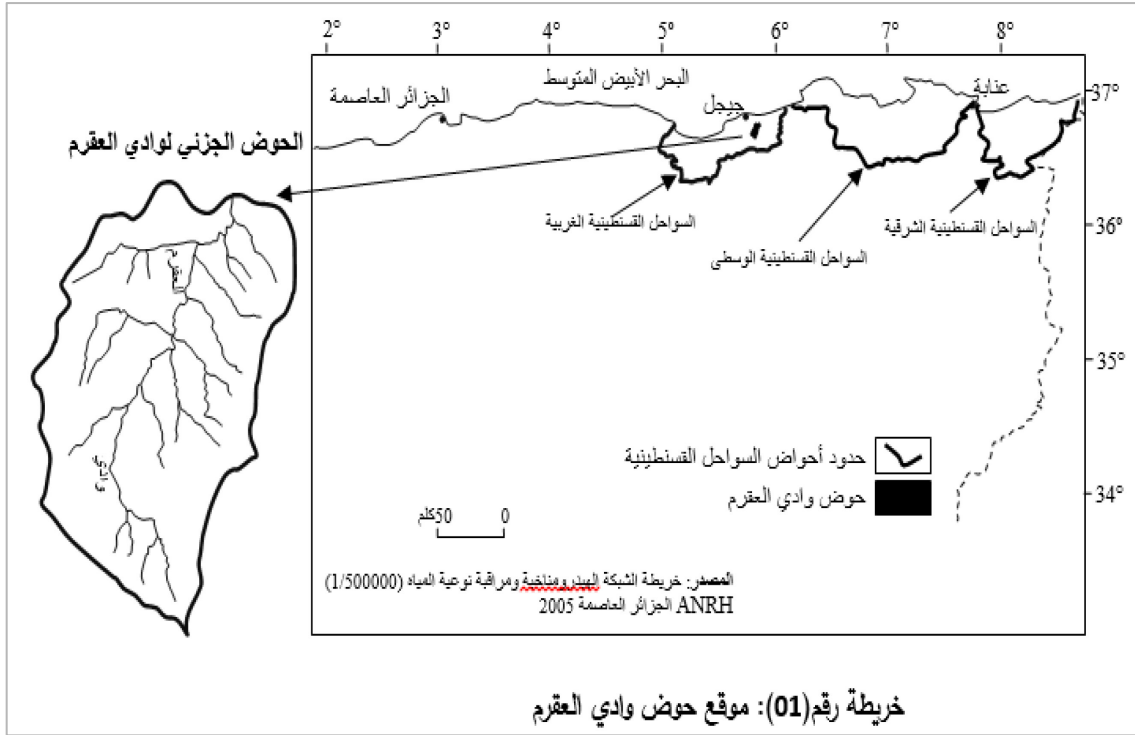 2° 3° 4° 5° 6° 7° 8°
البحر الأبيض المتوسط
عنابة
37°
الجزائر العاصمة
جيجل
الحوض الجزئي لوادي العقرم
36°
السواحل القسنطينية الغربية
السواحل القسنطينية الشرقية
السواحل القسنطينية الوسطى
العقرم
35°
وادي
حدود أحواض السواحل القسنطينية
حوض وادي العقرم
34°
50كلم 0
المصدر: خريطة الشبكة الهيدرومناخية ومراقبة نوعية المياه (1/500000)
ANRH الجزائر العاصمة 2005
خريطة رقم(01): موقع حوض وادي العقرم